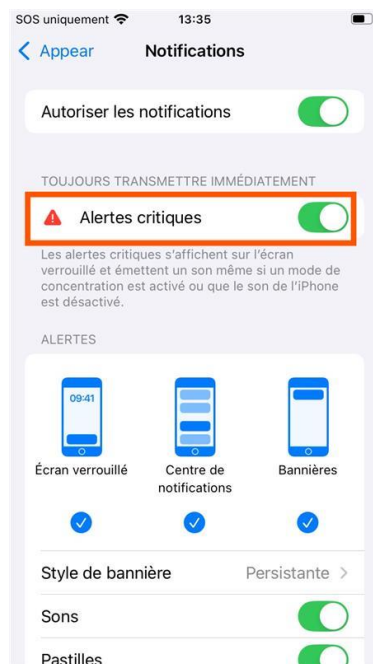 SOS uniquement 13:35
Appear Notifications
Autoriser les notifications
TOUJOURS TRANSMETTRE IMMÉDIATEMENT
Alertes critiques
Les alertes critiques s'affichent sur l'écran
verrouillé et émettent un son même si un mode de
concentration est activé ou que le son de l'iPhone
est désactivé.
ALERTES
09:41
Écran verrouillé Centre de notifications Bannières
Style de bannière Persistante >
Sons
Pastilles